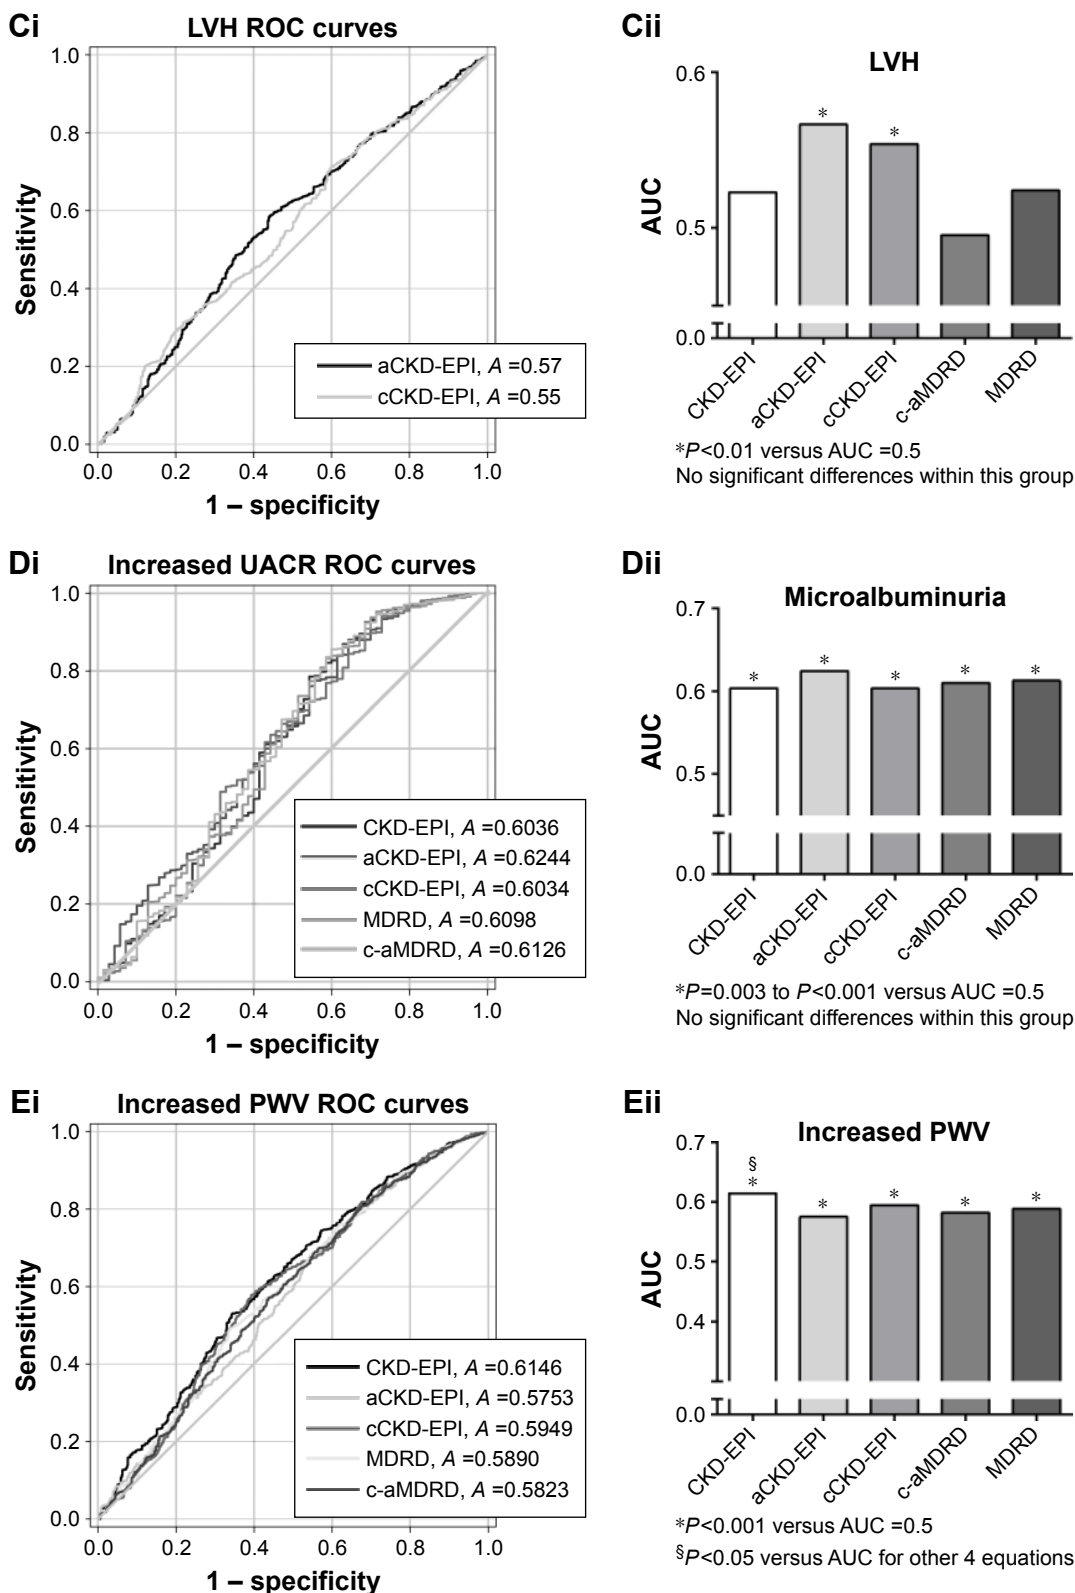 Ci
LVH ROC curves
1.0
0.8
0.6
0.4
0.2
0.0
Sensitivity
aCKD-EPI, A =0.57
cCKD-EPI, A =0.55
0.0 0.2 0.4 0.6 0.8 1.0
1 – specificity
Cii
LVH
0.6
0.5
0.0
AUC
* *
CKD-EPI aCKD-EPI cCKD-EPI c-aMDRD MDRD
*P<0.01 versus AUC =0.5
No significant differences within this group
Di
Increased UACR ROC curves
1.0
0.8
0.6
0.4
0.2
0.0
Sensitivity
CKD-EPI, A =0.6036
aCKD-EPI, A =0.6244
cCKD-EPI, A =0.6034
MDRD, A =0.6098
c-aMDRD, A =0.6126
0.0 0.2 0.4 0.6 0.8 1.0
1 – specificity
Dii
Microalbuminuria
0.7
0.6
0.5
0.0
AUC
* * * * *
CKD-EPI aCKD-EPI cCKD-EPI c-aMDRD MDRD
*P=0.003 to P<0.001 versus AUC =0.5
No significant differences within this group
Ei
Increased PWV ROC curves
1.0
0.8
0.6
0.4
0.2
0.0
Sensitivity
CKD-EPI, A =0.6146
aCKD-EPI, A =0.5753
cCKD-EPI, A =0.5949
MDRD, A =0.5890
c-aMDRD, A =0.5823
0.0 0.2 0.4 0.6 0.8 1.0
1 – specificity
Eii
Increased PWV
0.7
0.6
0.5
0.4
0.0
AUC
§
* * * * *
CKD-EPI aCKD-EPI cCKD-EPI c-aMDRD MDRD
*P<0.001 versus AUC =0.5
§P<0.05 versus AUC for other 4 equations